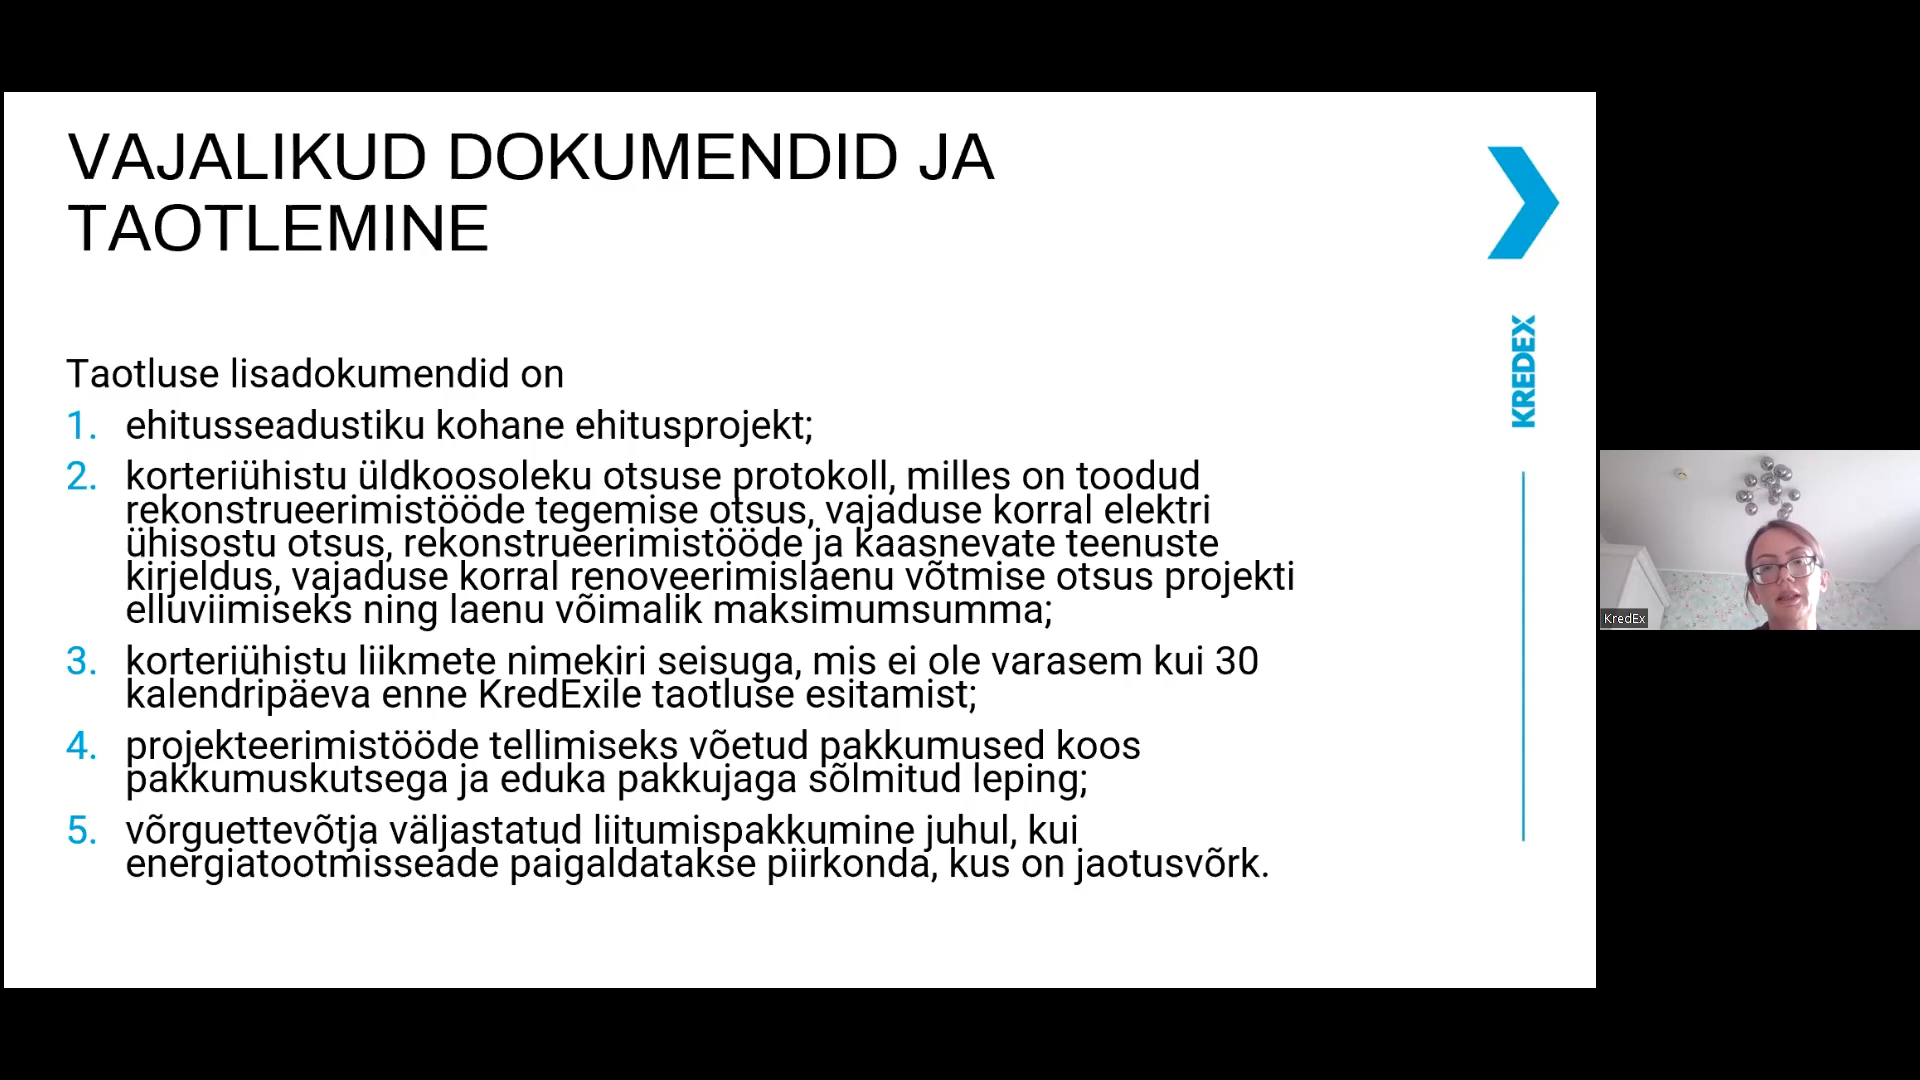 VAJALIKUD DOKUMENDID JA
TAOTLEMINE
Taotluse lisadokumendid on
1. ehitusseadustiku kohane ehitusprojekt;
2. korteriühistu üldkoosoleku otsuse protokoll, milles on toodud
rekonstrueerimistööde tegemise otsus, vajaduse korral elektri
ühisostu otsus, rekonstrueerimistööde ja kaasnevate teenuste
kirjeldus, vajaduse korral renoveerimislaenu võtmise otsus projekti
elluviimiseks ning laenu võimalik maksimumsumma;
3. korteriühistu liikmete nimekiri seisuga, mis ei ole varasem kui 30
kalendripäeva enne KredExile taotluse esitamist;
4. projekteerimistööde tellimiseks võetud pakkumused koos
pakkumuskutsega ja eduka pakkujaga sõlmitud leping;
5. võrguettevõtja väljastatud liitumispakkumine juhul, kui
energiatootmisseade paigaldatakse piirkonda, kus on jaotusvõrk.
KREDEX
KredEx